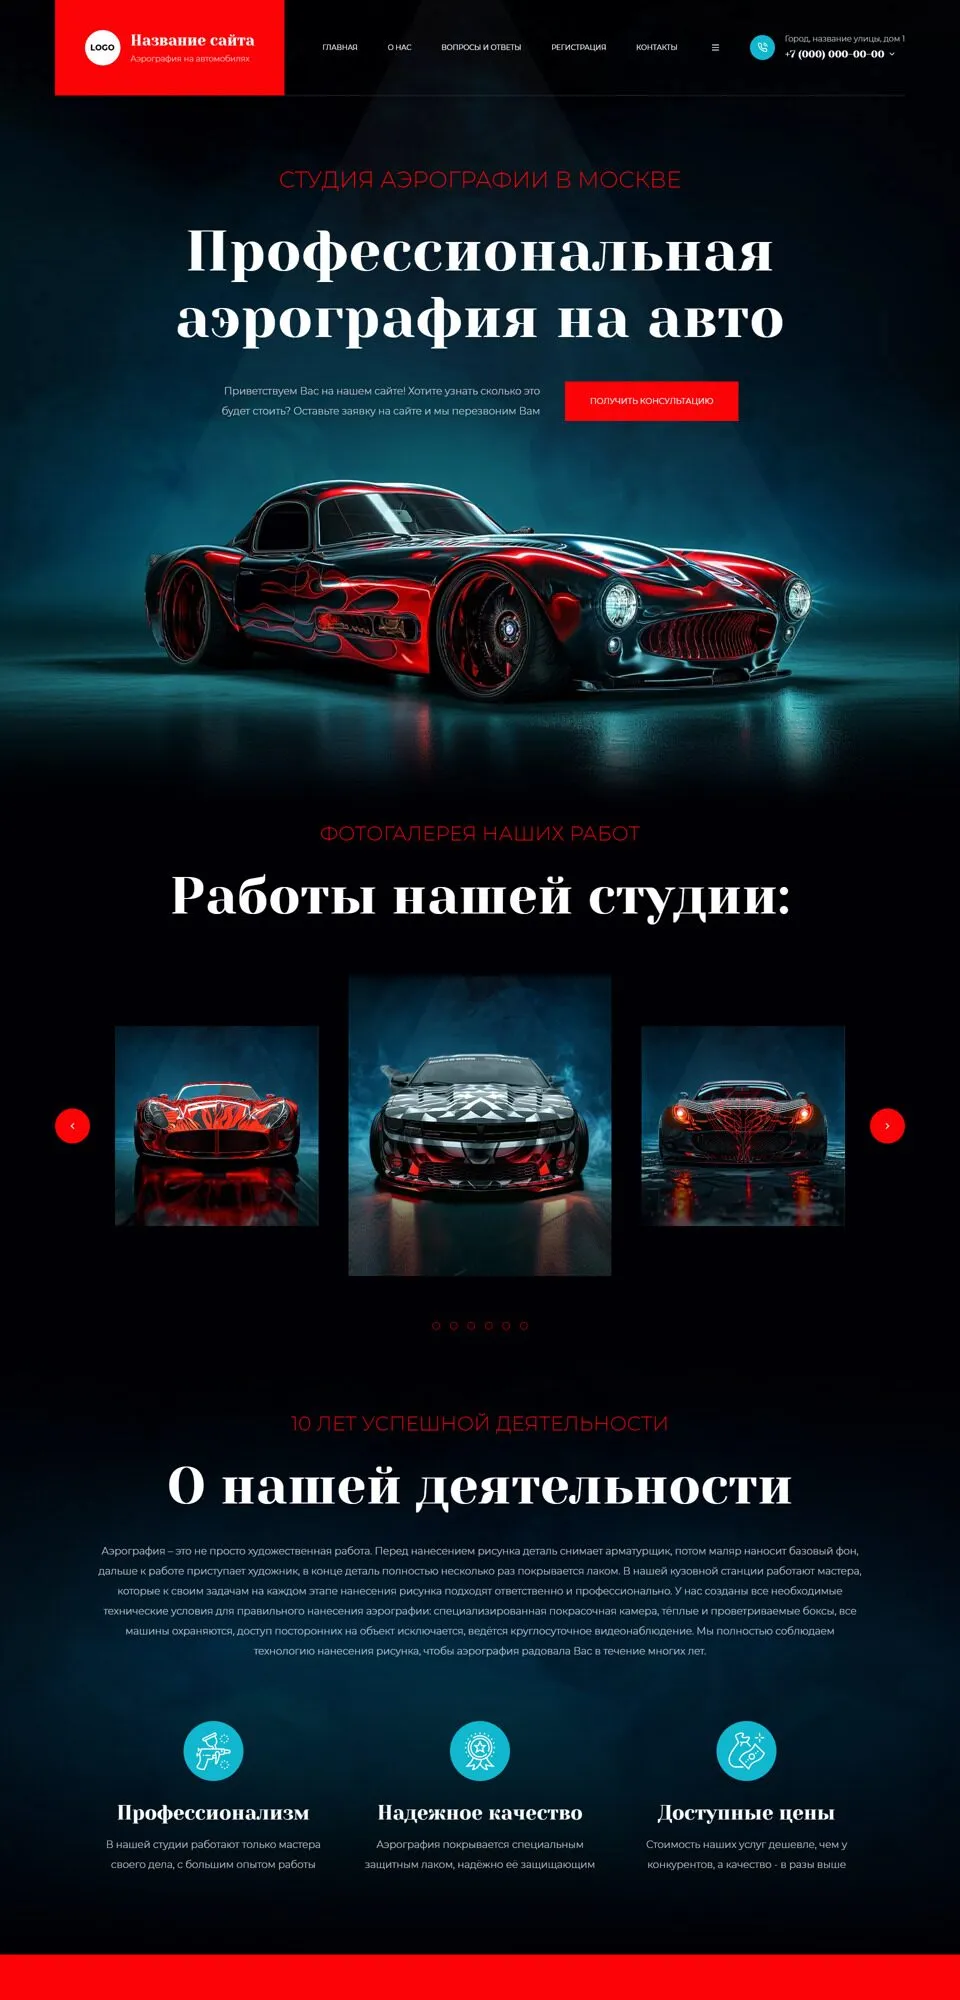 LOGO
Название сайта
Аэрография на автомобилях
ГЛАВНАЯ
О НАС
ВОПРОСЫ И ОТВЕТЫ
РЕГИСТРАЦИЯ
КОНТАКТЫ
Город, название улицы, дом 1
+7 (000) 000-00-00
СТУДИЯ АЭРОГРАФИИ В МОСКВЕ
Профессиональная
аэрография на авто
Приветствуем Вас на нашем сайте! Хотите узнать сколько это
будет стоить? Оставьте заявку на сайте и мы перезвоним Вам
ПОЛУЧИТЬ КОНСУЛЬТАЦИЮ
ФОТОГАЛЕРЕЯ НАШИХ РАБОТ
Работы нашей студии:
10 ЛЕТ УСПЕШНОЙ ДЕЯТЕЛЬНОСТИ
О нашей деятельности
Аэрография – это не просто художественная работа. Перед нанесением рисунка деталь снимает арматурщик, потом маляр наносит базовый фон,
дальше к работе приступает художник, в конце деталь полностью несколько раз покрывается лаком. В нашей кузовной станции работают мастера,
которые к своим задачам на каждом этапе нанесения рисунка подходят ответственно и профессионально. У нас созданы все необходимые
технические условия для правильного нанесения аэрографии: специализированная покрасочная камера, тёплые и проветриваемые боксы, все
машины охраняются, доступ посторонних на объект исключается, ведётся круглосуточное видеонаблюдение. Мы полностью соблюдаем
технологию нанесения рисунка, чтобы аэрография радовала Вас в течение многих лет.
Профессионализм
В нашей студии работают только мастера
своего дела, с большим опытом работы
Надежное качество
Аэрография покрывается специальным
защитным лаком, надёжно её защищающим
Доступные цены
Стоимость наших услуг дешевле, чем у
конкурентов, а качество - в разы выше